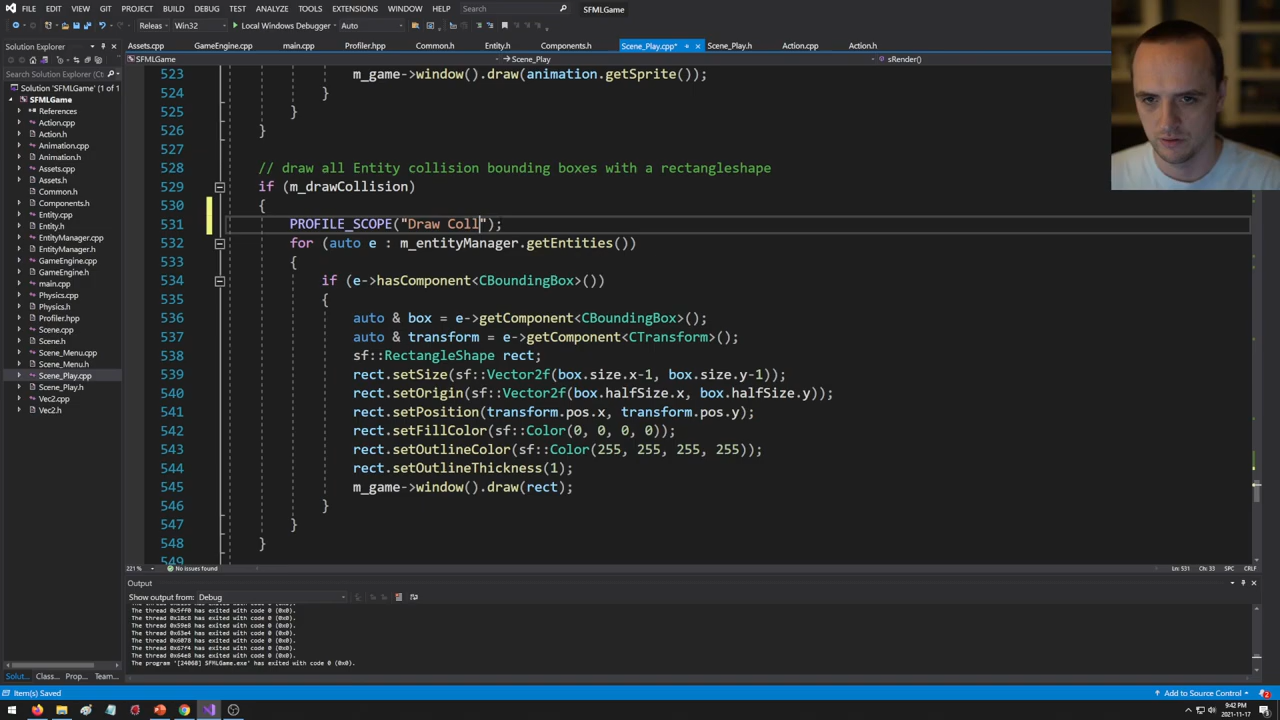 FILE EDIT VIEW GIT PROJECT BUILD DEBUG TEST ANALYZE TOOLS EXTENSIONS WINDOW HELP Search SFMLGame
Releas Win32 Local Windows Debugger Auto
Solution Explorer
Search Solution Explorer
Solution 'SFMLGame' (1 of 1
SFMLGame
References
Action.cpp
Action.h
Animation.cpp
Animation.h
Assets.cpp
Assets.h
Common.h
Components.h
Entity.cpp
Entity.h
EntityManager.cpp
EntityManager.h
GameEngine.cpp
GameEngine.h
main.cpp
Physics.cpp
Physics.h
Profiler.hpp
Scene.cpp
Scene.h
Scene_Menu.cpp
Scene_Menu.h
Scene_Play.cpp
Scene_Play.h
Vec2.cpp
Vec2.h
Solut... Class... Prop... Team...
Assets.cpp GameEngine.cpp main.cpp Profiler.hpp Common.h Entity.h Components.h Scene_Play.cpp* Scene_Play.h Action.cpp Action.h
SFMLGame Scene_Play sRender()
523 m_game->window().draw(animation.getSprite());
524 }
525 }
526 }
527
528 // draw all Entity collision bounding boxes with a rectangleshape
529 if (m_drawCollision)
530 {
531 PROFILE_SCOPE("Draw Coll");
532 for (auto e : m_entityManager.getEntities())
533 {
534 if (e->hasComponent<CBoundingBox>())
535 {
536 auto & box = e->getComponent<CBoundingBox>();
537 auto & transform = e->getComponent<CTransform>();
538 sf::RectangleShape rect;
539 rect.setSize(sf::Vector2f(box.size.x-1, box.size.y-1));
540 rect.setOrigin(sf::Vector2f(box.halfSize.x, box.halfSize.y));
541 rect.setPosition(transform.pos.x, transform.pos.y);
542 rect.setFillColor(sf::Color(0, 0, 0, 0));
543 rect.setOutlineColor(sf::Color(255, 255, 255, 255));
544 rect.setOutlineThickness(1);
545 m_game->window().draw(rect);
546 }
547 }
548 }
549
221 % No issues found Ln: 531 Ch: 33 SPC CRLF
Output
Show output from: Debug
The thread 0x5ff0 has exited with code 0 (0x0).
The thread 0x18c8 has exited with code 0 (0x0).
The thread 0x59e8 has exited with code 0 (0x0).
The thread 0x63e4 has exited with code 0 (0x0).
The thread 0x6078 has exited with code 0 (0x0).
The thread 0x67f4 has exited with code 0 (0x0).
The thread 0x64e8 has exited with code 0 (0x0).
The program '[24068] SFMLGame.exe' has exited with code 0 (0x0).
Item(s) Saved Add to Source Control 2
9:42 PM
2021-11-17